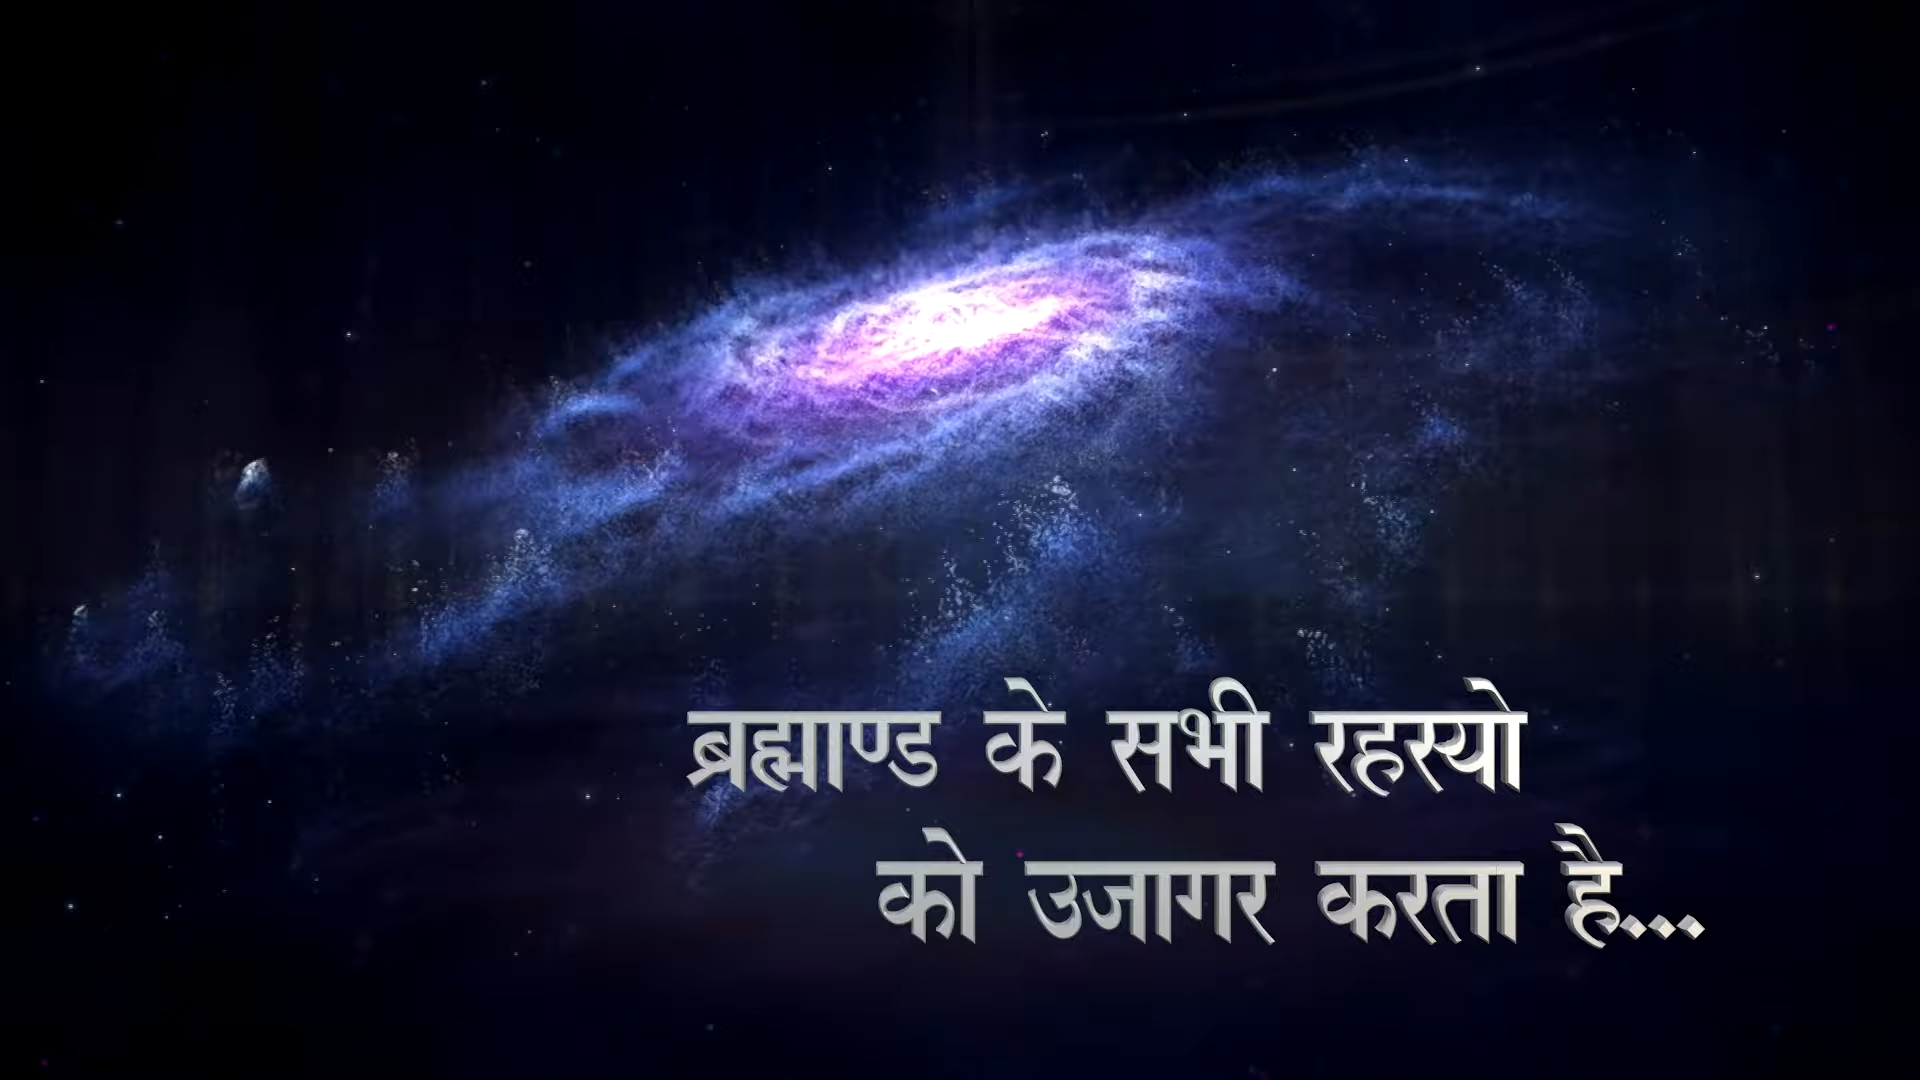 ब्रह्माण्ड के सभी रहस्यो
को उजागर करता है...